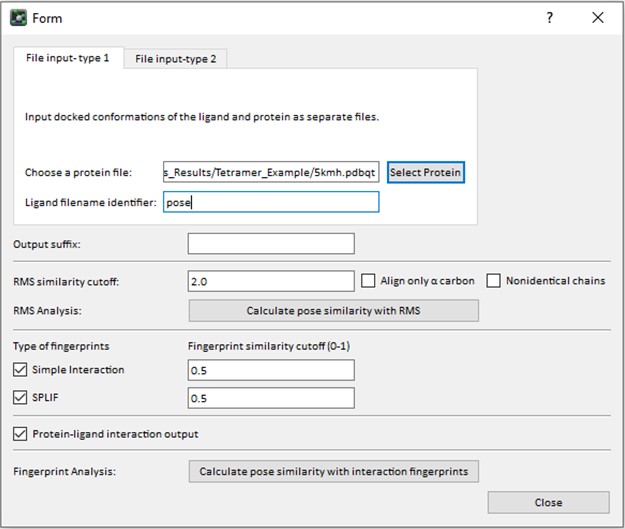 Form
?
File input- type 1
File input-type 2
Input docked conformations of the ligand and protein as separate files.
Choose a protein file: s_Results/Tetramer_Example/5kmh.pdbqt Select Protein
Ligand filename identifier: pose
Output suffix:
RMS similarity cutoff: 2.0 Align only α carbon Nonidentical chains
RMS Analysis: Calculate pose similarity with RMS
Type of fingerprints Fingerprint similarity cutoff (0-1)
Simple Interaction 0.5
SPLIF 0.5
Protein-ligand interaction output
Fingerprint Analysis: Calculate pose similarity with interaction fingerprints
Close